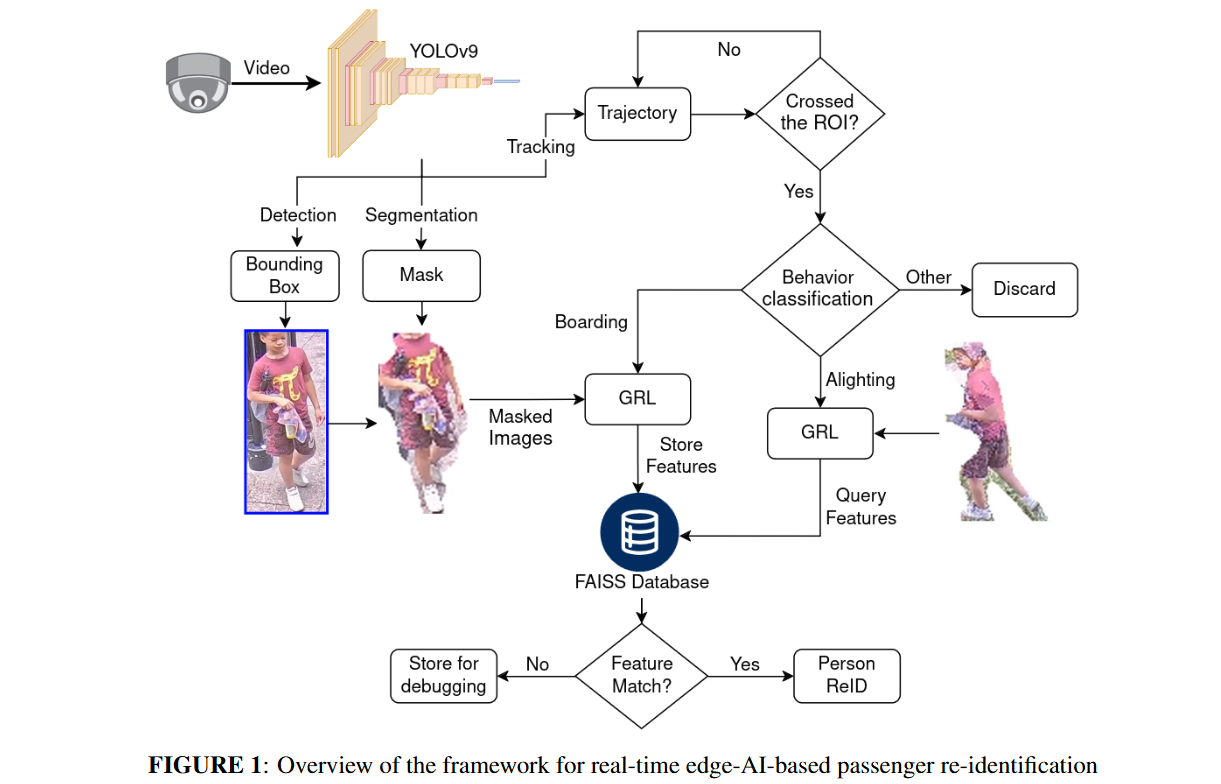 YOLOv9
Video
No
Trajectory
Crossed
the ROI?
Tracking
Yes
Detection
Segmentation
Bounding
Box
Mask
Behavior
classification
Other
Discard
Boarding
Alighting
GRL
Masked
Images
GRL
Store
Features
Query
Features
FAISS Database
Store for
debugging
No
Feature
Match?
Yes
Person
ReID
FIGURE 1: Overview of the framework for real-time edge-AI-based passenger re-identification